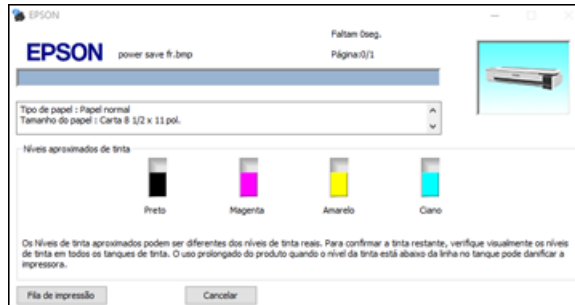 EPSON
Faltam 0seg.
EPSON
power save fr.bmp
Página:0/1
Tipo de papel : Papel normal
Tamanho do papel : Carta 8 1/2 x 11 pol.
Níveis aproximados de tinta
Preto
Magenta
Amarelo
Ciano
Os Níveis de tinta aproximados podem ser diferentes dos níveis de tinta reais. Para confirmar a tinta restante, verifique visualmente os níveis
de tinta em todos os tanques de tinta. O uso prolongado do produto quando o nível da tinta está abaixo da linha no tanque pode danificar a
impressora.
Fila de impressão
Cancelar